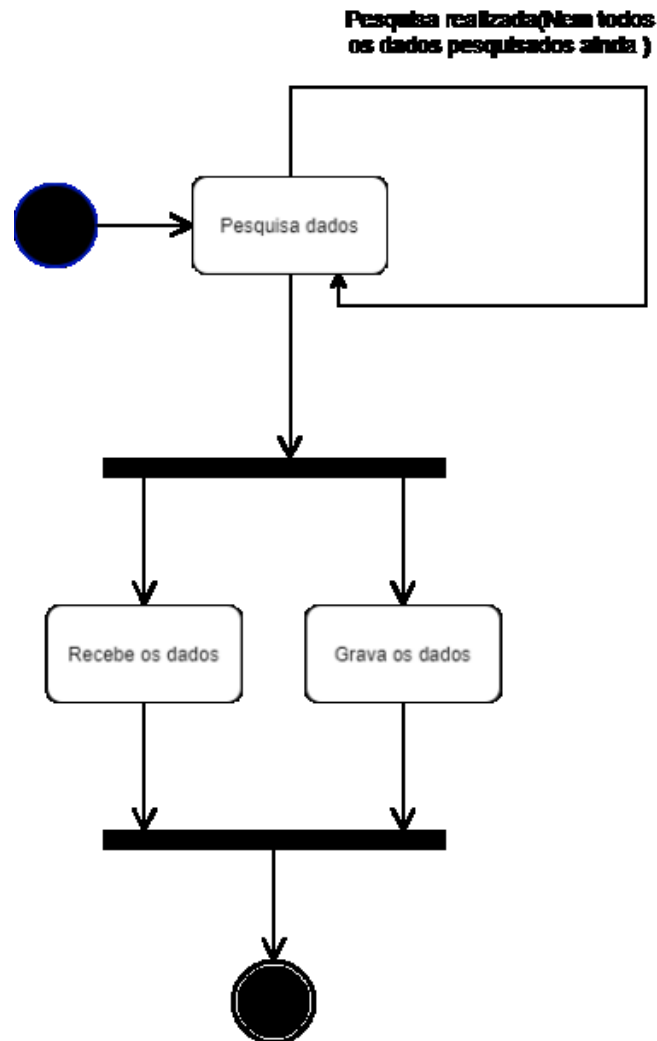 Pesquisa realizada(Nem todos
os dados pesquisados ainda )
Pesquisa dados
Recebe os dados
Grava os dados